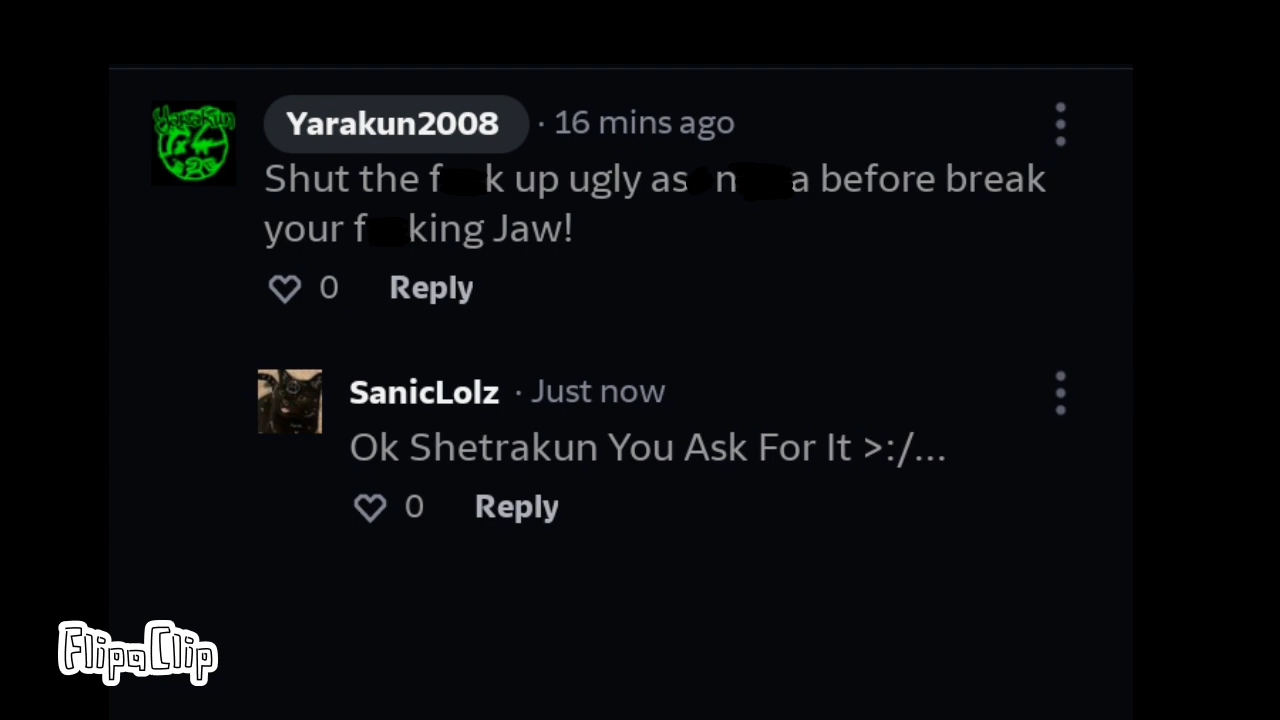 Yarakun
Yarakun2008 · 16 mins ago
Shut the f k up ugly as n a before break
your f king Jaw!
0 Reply
SanicLolz · Just now
Ok Shetrakun You Ask For It >:/...
0 Reply
FlipaClip